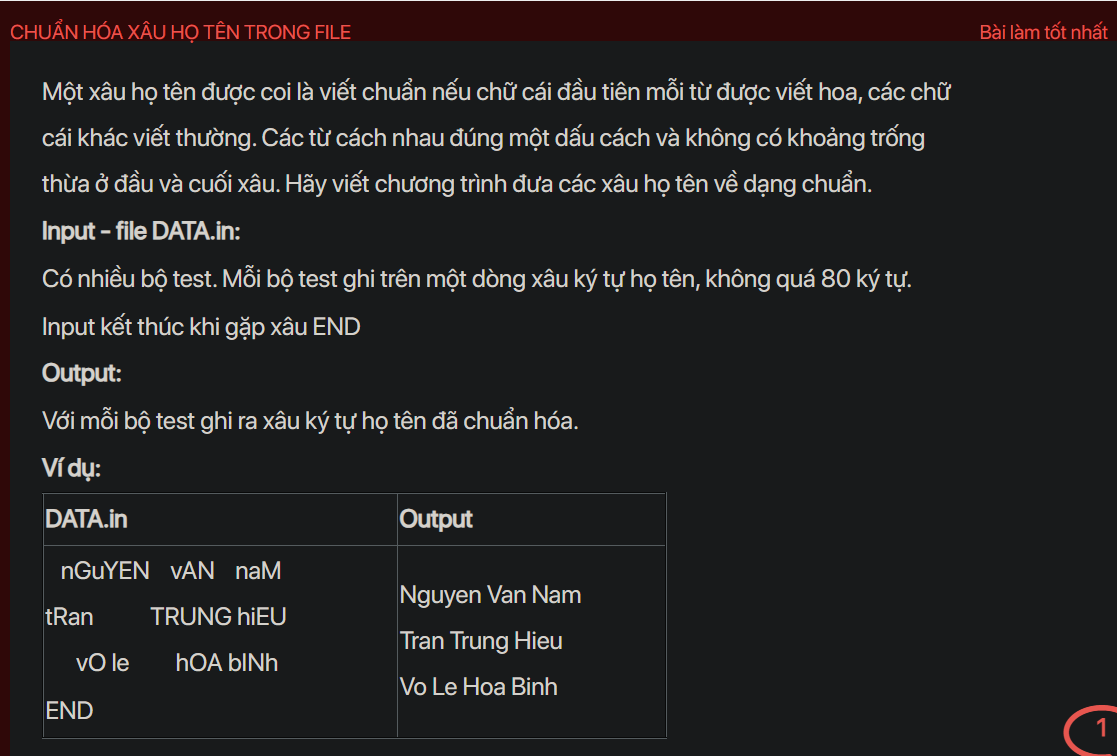 CHUẨN HÓA XÂU HỌ TÊN TRONG FILE
Bài làm tốt nhất
Một xâu họ tên được coi là viết chuẩn nếu chữ cái đầu tiên mỗi từ được viết hoa, các chữ
cái khác viết thường. Các từ cách nhau đúng một dấu cách và không có khoảng trống
thừa ở đầu và cuối xâu. Hãy viết chương trình đưa các xâu họ tên về dạng chuẩn.
Input – file DATA.in:
Có nhiều bộ test. Mỗi bộ test ghi trên một dòng xâu ký tự họ tên, không quá 80 ký tự.
Input kết thúc khi gặp xâu END
Output:
Với mỗi bộ test ghi ra xâu ký tự họ tên đã chuẩn hóa.
Ví dụ:
DATA.in
Output
nGuYEN vAN naM
tRan TRUNG hiEU
vO le hOA bINh
END
Nguyen Van Nam
Tran Trung Hieu
Vo Le Hoa Binh
1